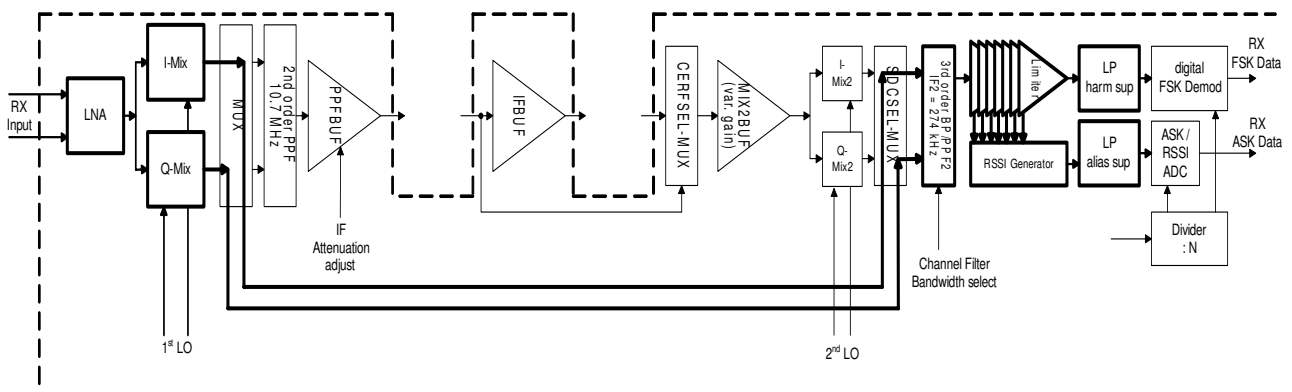 RX
Input
LNA
I-Mix
Q-Mix
MUX
2nd order PPF
10.7 MHz
PPFBUF
IF
Attenuation
adjust
1st LO
IFBUF
CERFSEL-MUX
MIX2BUF
(var. gain)
I-
Mix2
Q-
Mix2
2nd LO
SDCSEL-MUX
3rd order BP/PPF2
IF2 = 274 kHz
Channel Filter
Bandwidth select
Limiter
RSSI Generator
LP
harm sup
LP
alias sup
digital
FSK Demod
ASK /
RSSI
ADC
Divider
: N
RX
FSK Data
RX
ASK Data